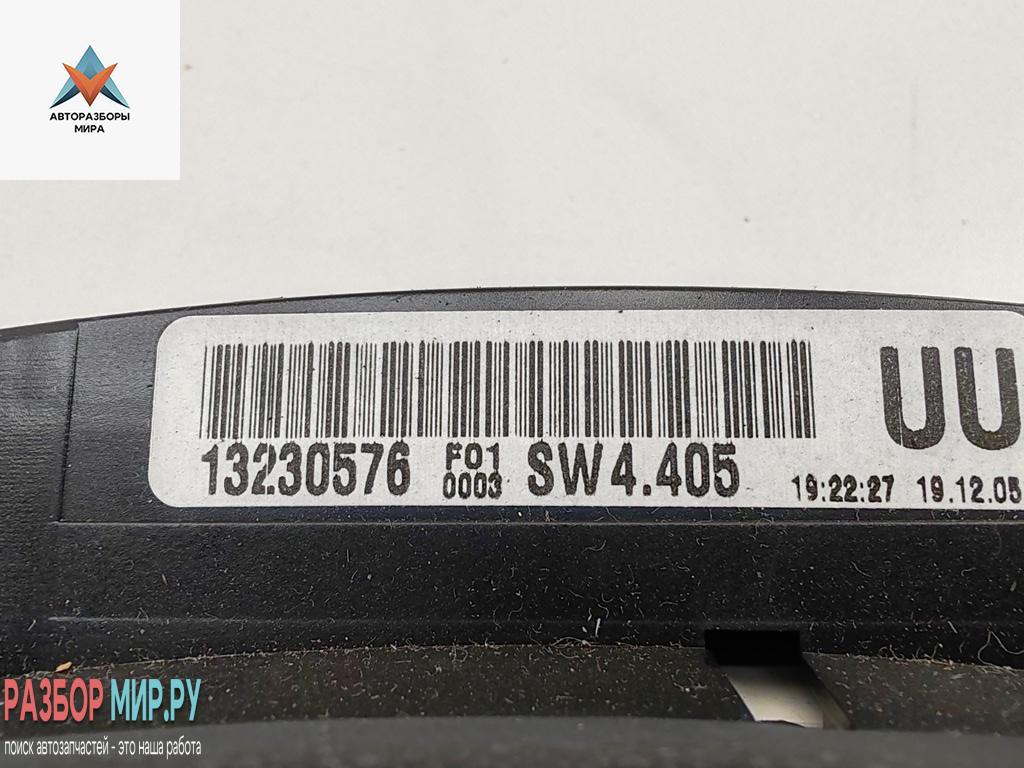 АВТОРАЗБОРЫ
МИРА
UU
13230576 F01 0003 SW4.405 19:22:27 19.12.05
РАЗБОР МИР.РУ
поиск автозапчастей - это наша работа